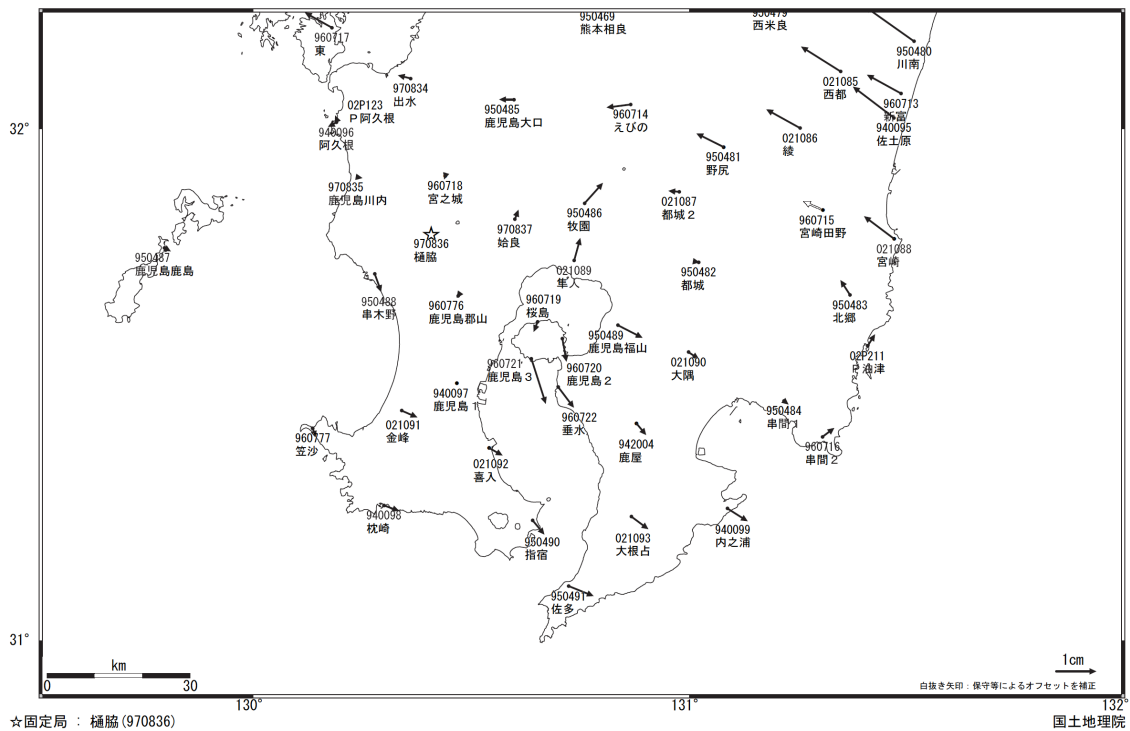 950469
熊本相良
950479
西米良
960717
東
950480
川南
970834
出水
021085
西都
02P123
P阿久根
950485
鹿児島大口
960714
えびの
960713
新富
940096
阿久根
940095
佐土原
32°
021086
綾
950481
野尻
970835
鹿児島川内
960718
宮之城
021087
都城2
950486
牧園
960715
宮崎田野
970837
姶良
970836
樋脇
021088
宮崎
950487
鹿児島鹿島
021089
隼人
950482
都城
950488
串木野
960776
鹿児島郡山
960719
桜島
950483
北郷
950489
鹿児島福山
02P211
P油津
960721
鹿児島3
960720
鹿児島2
021090
大隅
940097
鹿児島1
950484
串間1
021091
金峰
960722
垂水
960777
笠沙
942004
鹿屋
960716
串間2
021092
喜入
940098
枕崎
950490
指宿
021093
大根占
940099
内之浦
950491
佐多
31°
km
0 30
1cm
白抜き矢印:保守等によるオフセットを補正
130° 131° 132°
☆固定局 : 樋脇(970836)
国土地理院